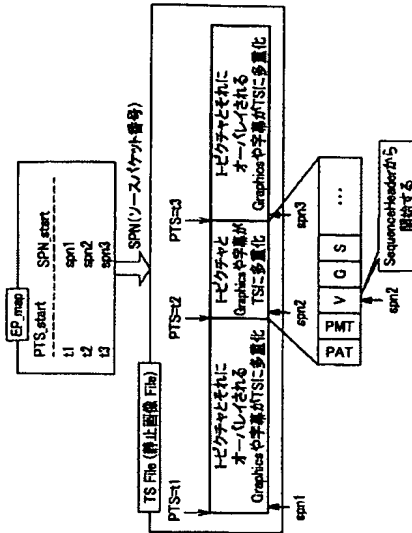 EP_map
PTS_start SPN_start
t1 spn1
t2 spn2
t3 spn3
SPN(ソースパケット番号)
TS File (静止画像 File)
PTS=t1
PTS=t2
PTS=t3
I-ピクチャとそれに
オーバレイされる
Graphicsや字幕がTSに多重化
I-ピクチャと
Graphicsや字幕が
TSに多重化
I-ピクチャとそれに
オーバレイされる
Graphicsや字幕がTSに多重化
spn1
spn2
spn3
PAT
PMT
V
G
S
...
spn2
SequenceHeaderから
開始する